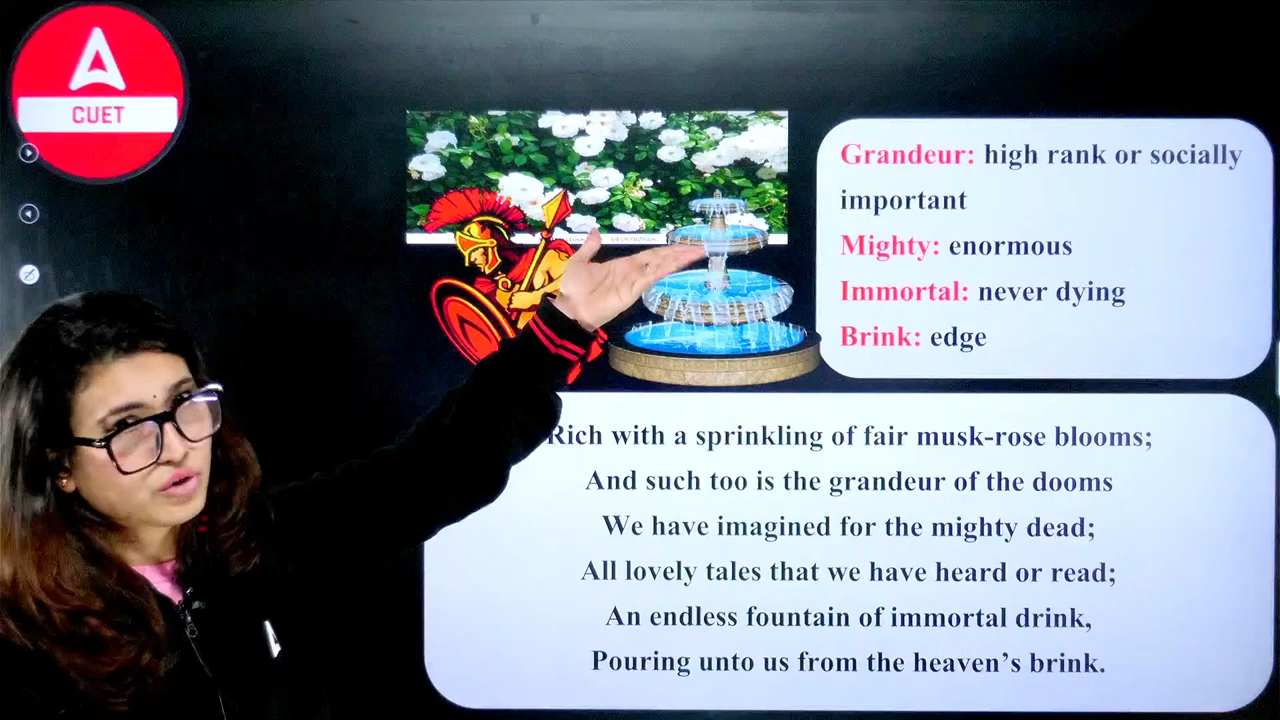 CUET
Grandeur: high rank or socially
important
Mighty: enormous
Immortal: never dying
Brink: edge
Rich with a sprinkling of fair musk-rose blooms;
And such too is the grandeur of the dooms
We have imagined for the mighty dead;
All lovely tales that we have heard or read;
An endless fountain of immortal drink,
Pouring unto us from the heaven’s brink.